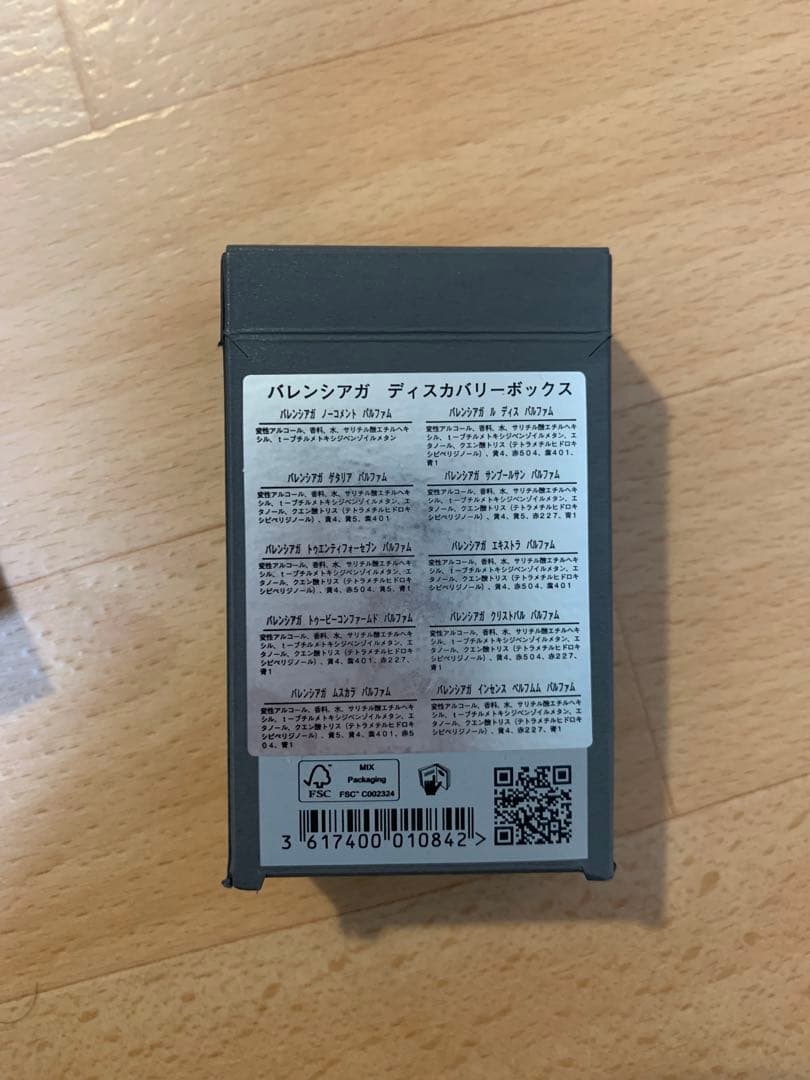 バレンシアガ ディスカバリーボックス
バレンシアガ ノーコメント パルファム
変性アルコール、香料、水、サリチル酸エチルヘキ
シル、t-ブチルメトキシジベンゾイルメタン
バレンシアガ ル ディス パルファム
変性アルコール、香料、水、サリチル酸エチルヘキ
シル、t-ブチルメトキシジベンゾイルメタン、エ
タノール、クエン酸トリス（テトラメチルヒドロキ
シピペリジノール）、黄4、赤504、紫401、
青1
バレンシアガ ゲタリア パルファム
変性アルコール、香料、水、サリチル酸エチルヘキ
シル、t-ブチルメトキシジベンゾイルメタン、エ
タノール、クエン酸トリス（テトラメチルヒドロキ
シピペリジノール）、黄4、黄5、紫401
バレンシアガ サンプールサン パルファム
変性アルコール、香料、水、サリチル酸エチルヘキ
シル、t-ブチルメトキシジベンゾイルメタン、エ
タノール、クエン酸トリス（テトラメチルヒドロキ
シピペリジノール）、黄4、黄5、赤227、青1
バレンシアガ トゥエンティフォーセブン パルファム
変性アルコール、香料、水、サリチル酸エチルヘキ
シル、t-ブチルメトキシジベンゾイルメタン、エ
タノール、クエン酸トリス（テトラメチルヒドロキ
シピペリジノール）、黄4、赤504、黄5、青1
バレンシアガ エキストラ パルファム
変性アルコール、香料、水、サリチル酸エチルヘキ
シル、t-ブチルメトキシジベンゾイルメタン、エ
タノール、クエン酸トリス（テトラメチルヒドロキ
シピペリジノール）、黄4、赤504、紫401
バレンシアガ トゥービーコンファームド パルファム
変性アルコール、香料、水、サリチル酸エチルヘキ
シル、t-ブチルメトキシジベンゾイルメタン、エ
タノール、クエン酸トリス（テトラメチルヒドロキ
シピペリジノール）、黄4、紫401、赤227、
青1
バレンシアガ クリストバル パルファム
変性アルコール、香料、水、サリチル酸エチルヘキ
シル、t-ブチルメトキシジベンゾイルメタン、エ
タノール、クエン酸トリス（テトラメチルヒドロキ
シピペリジノール）、黄4、赤504、赤227、
青1
バレンシアガ ムスカラ パルファム
変性アルコール、香料、水、サリチル酸エチルヘキ
シル、t-ブチルメトキシジベンゾイルメタン、エ
タノール、クエン酸トリス（テトラメチルヒドロキ
シピペリジノール）、黄5、黄4、紫401、赤5
04、青1
バレンシアガ インセンス ペルフムム パルファム
変性アルコール、香料、水、サリチル酸エチルヘキ
シル、t-ブチルメトキシジベンゾイルメタン、エ
タノール、クエン酸トリス（テトラメチルヒドロキ
シピペリジノール）、黄4、赤227、青1
FSC
MIX
Packaging
FSC™ C002324
3 617400 010842 >